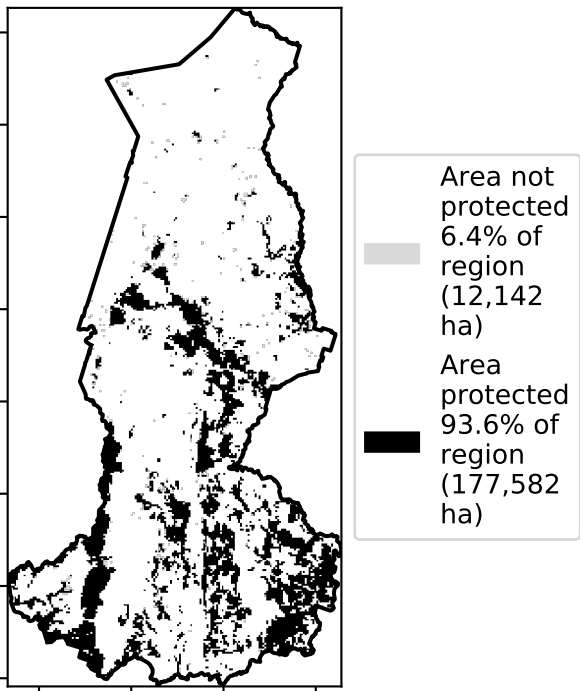 Area not
protected
6.4% of
region
(12,142
ha)
Area
protected
93.6% of
region
(177,582
ha)